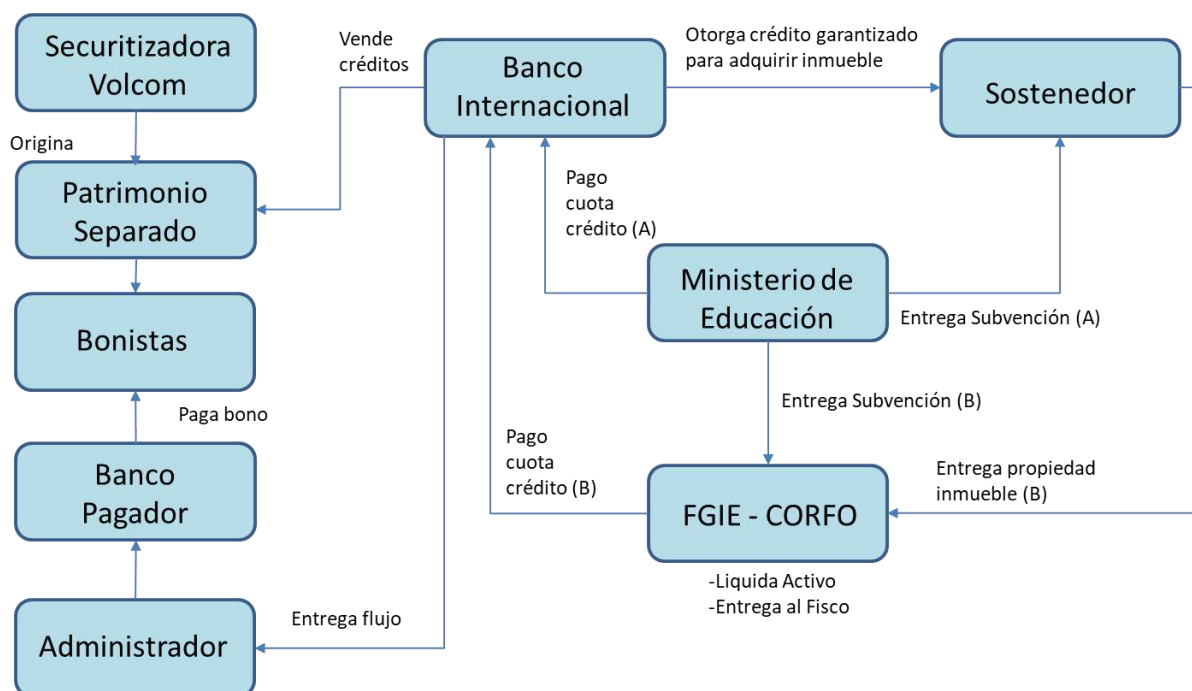 Securitizadora
Volcom
Vende
créditos
Banco
Internacional
Otorga crédito garantizado
para adquirir inmueble
Sostenedor
Origina
Patrimonio
Separado
Pago
cuota
crédito (A)
Ministerio de
Educación
Entrega Subvención (A)
Bonistas
Entrega Subvención (B)
Paga bono
Banco
Pagador
Pago
cuota
crédito (B)
FGIE - CORFO
Entrega propiedad
inmueble (B)
-Liquida Activo
-Entrega al Fisco
Administrador
Entrega flujo